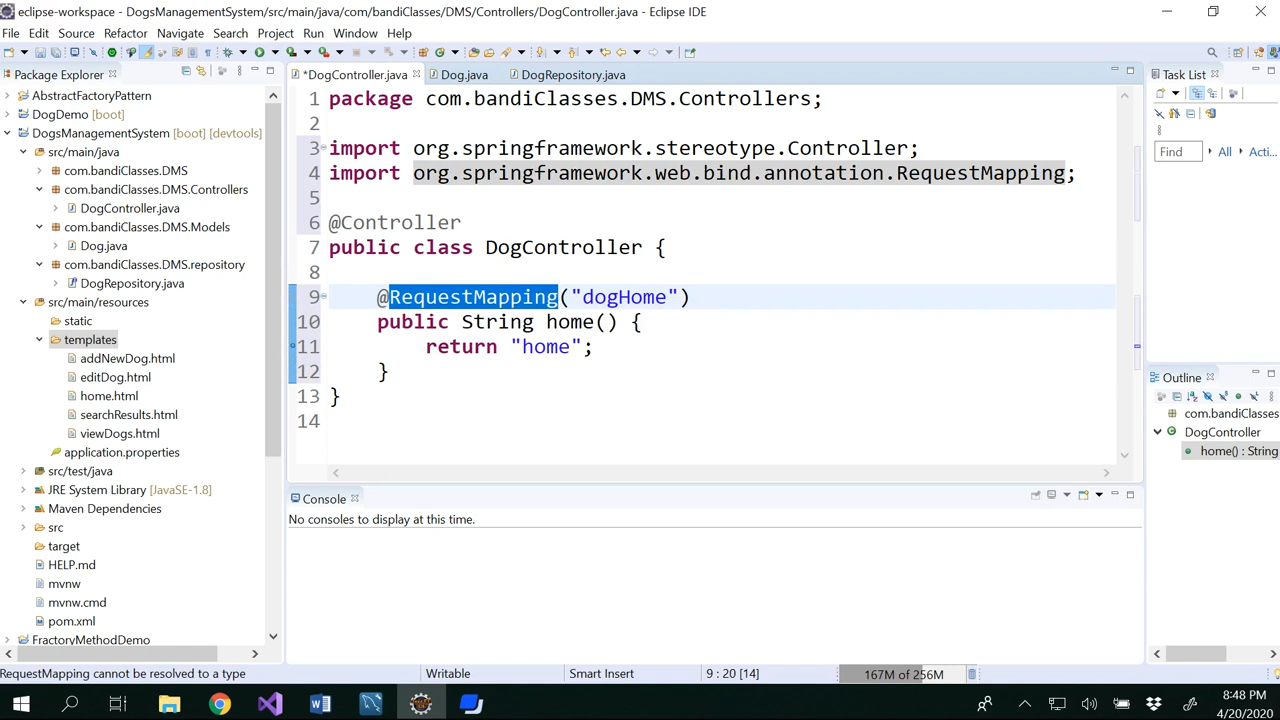 eclipse-workspace - DogsManagementSystem/src/main/java/com/bandiClasses/DMS/Controllers/DogController.java - Eclipse IDE
File Edit Source Refactor Navigate Search Project Run Window Help
Package Explorer
AbstractFactoryPattern
DogDemo [boot]
DogsManagementSystem [boot] [devtools]
src/main/java
com.bandiClasses.DMS
com.bandiClasses.DMS.Controllers
DogController.java
com.bandiClasses.DMS.Models
Dog.java
com.bandiClasses.DMS.repository
DogRepository.java
src/main/resources
static
templates
addNewDog.html
editDog.html
home.html
searchResults.html
viewDogs.html
application.properties
src/test/java
JRE System Library [JavaSE-1.8]
Maven Dependencies
src
target
HELP.md
mvnw
mvnw.cmd
pom.xml
FractoryMethodDemo
*DogController.java Dog.java DogRepository.java
1 package com.bandiClasses.DMS.Controllers;
2
3 import org.springframework.stereotype.Controller;
4 import org.springframework.web.bind.annotation.RequestMapping;
5
6 @Controller
7 public class DogController {
8
9 @RequestMapping("dogHome")
10 public String home() {
11 return "home";
12 }
13 }
14
Console
No consoles to display at this time.
Task List
Find All Acti...
Outline
com.bandiClasses
DogController
home() : String
RequestMapping cannot be resolved to a type Writable Smart Insert 9 : 20 [14] 167M of 256M
8:48 PM
4/20/2020